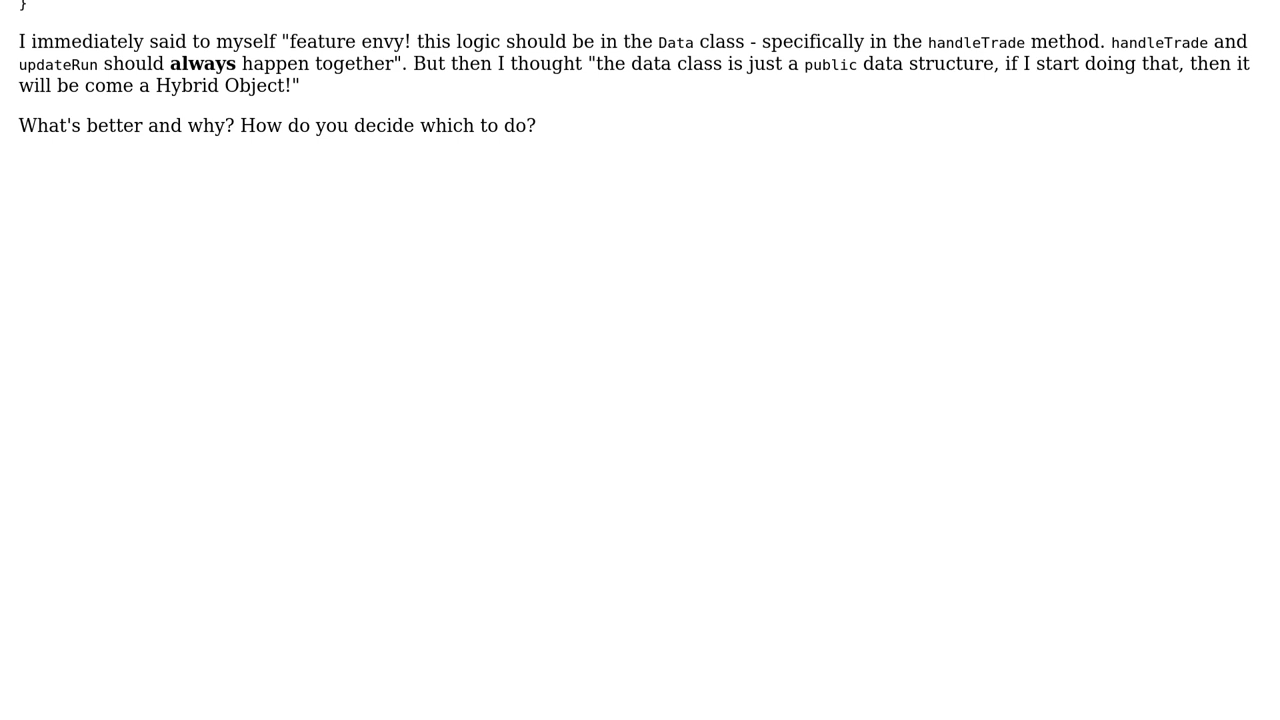 }
I immediately said to myself "feature envy! this logic should be in the Data class - specifically in the handleTrade method. handleTrade and
updateRun should always happen together". But then I thought "the data class is just a public data structure, if I start doing that, then it
will be come a Hybrid Object!"
What's better and why? How do you decide which to do?